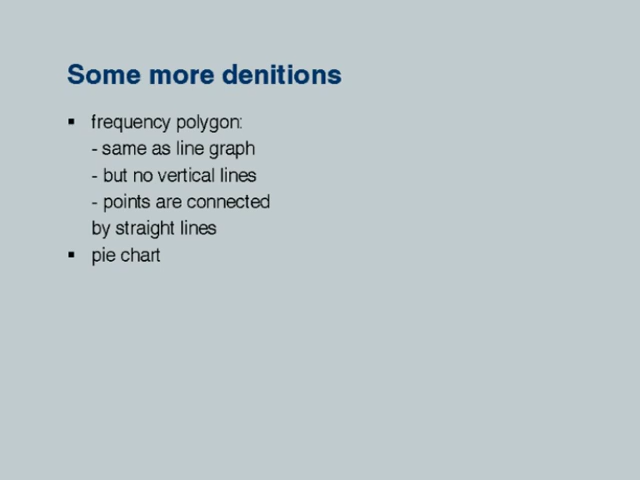 Some more denitions
▪ frequency polygon:
- same as line graph
- but no vertical lines
- points are connected
by straight lines
▪ pie chart